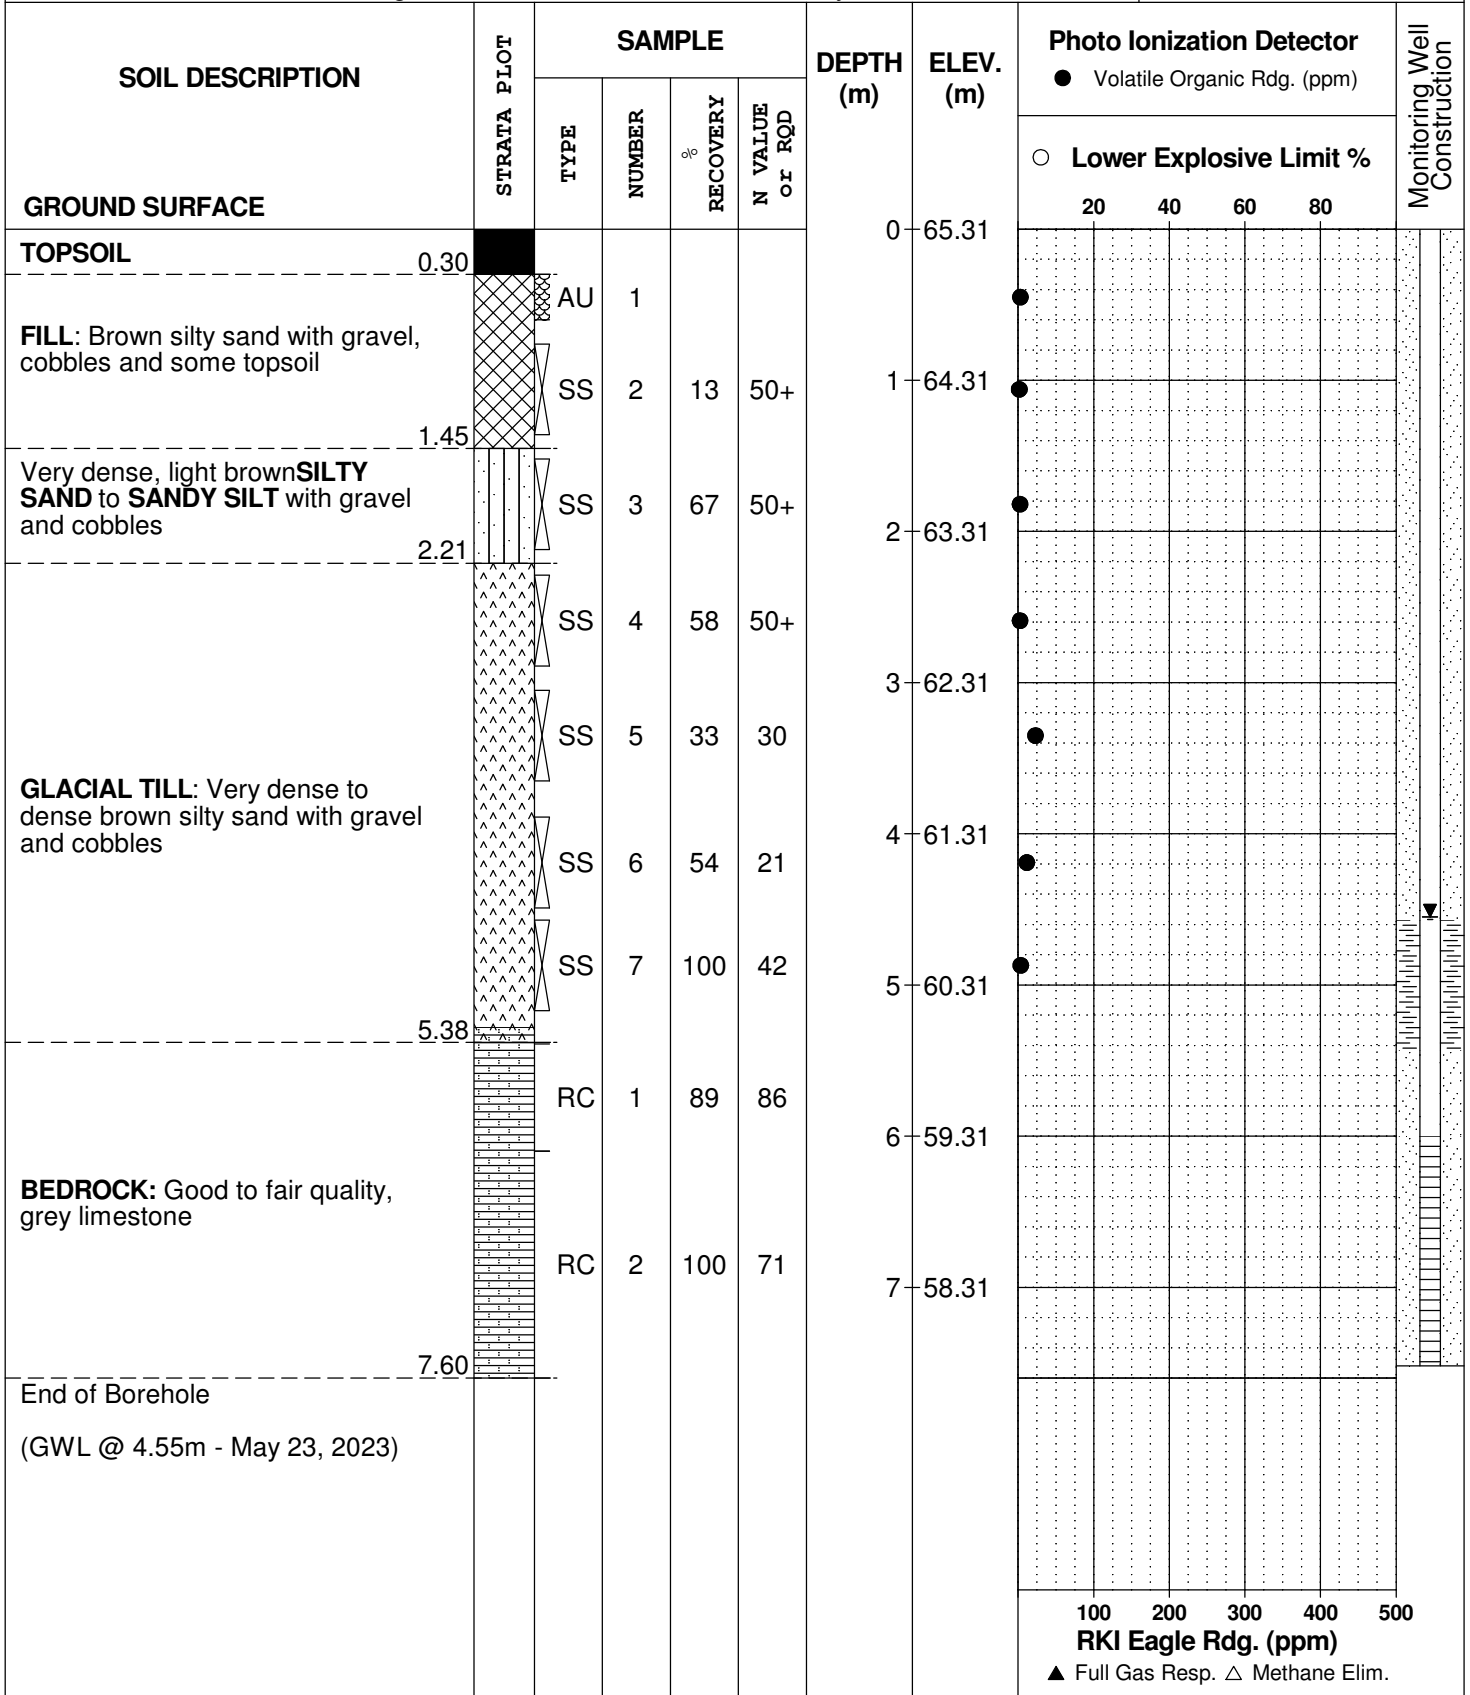 SOIL DESCRIPTION
GROUND SURFACE
STRATA PLOT
SAMPLE
TYPE
NUMBER
%
RECOVERY
N VALUE
or RQD
DEPTH
(m)
ELEV.
(m)
Photo Ionization Detector
● Volatile Organic Rdg. (ppm)
○ Lower Explosive Limit %
20 40 60 80
Monitoring Well
Construction
0 65.31
TOPSOIL
0.30
AU 1
FILL: Brown silty sand with gravel,
cobbles and some topsoil
1 64.31
SS 2 13 50+
1.45
Very dense, light brownSILTY
SAND to SANDY SILT with gravel
and cobbles
SS 3 67 50+
2 63.31
2.21
SS 4 58 50+
3 62.31
SS 5 33 30
GLACIAL TILL: Very dense to
dense brown silty sand with gravel
and cobbles
4 61.31
SS 6 54 21
SS 7 100 42
5 60.31
5.38
RC 1 89 86
6 59.31
BEDROCK: Good to fair quality,
grey limestone
RC 2 100 71
7 58.31
7.60
End of Borehole
(GWL @ 4.55m - May 23, 2023)
100 200 300 400 500
RKI Eagle Rdg. (ppm)
▲ Full Gas Resp. △ Methane Elim.